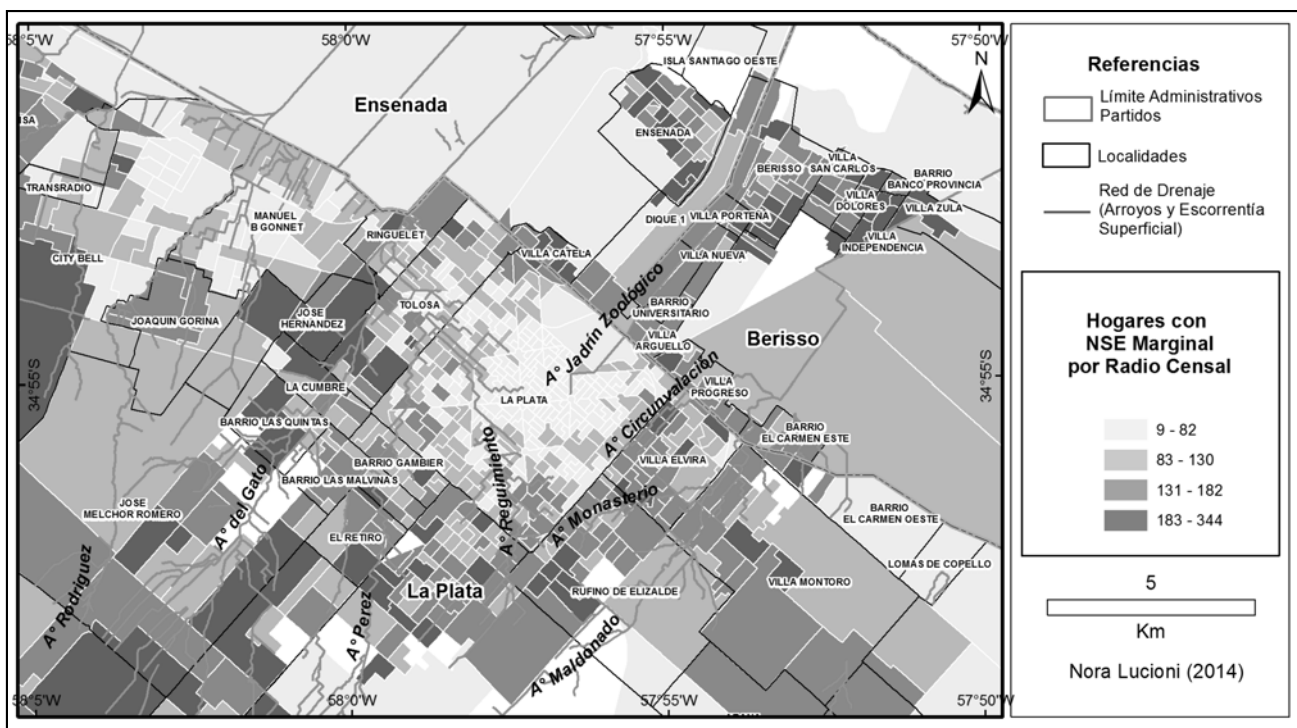 58°5'W
58°0'W
57°55'W
57°50'W
ISLA SANTIAGO OESTE
N
Ensenada
ENSENADA
TRANSRADIO
VILLA
SAN CARLOS
BERISSO
BARRIO
BANCO PROVINCIA
VILLA
DOLORES
VILLA ZULA
MANUEL
B GONNET
DIQUE 1
VILLA PORTEÑA
RINGUELET
VILLA
INDEPENDENCIA
CITY BELL
VILLA CATELA
VILLA NUEVA
A° Jadrín Zoológico
TOLOSA
BARRIO
UNIVERSITARIO
JOSE
HERNANDEZ
JOAQUIN GORINA
VILLA
ARGUELLO
Berisso
34°55'S
34°55'S
LA CUMBRE
LA PLATA
VILLA
PROGRESO
A° Circunvalación
BARRIO LAS QUINTAS
BARRIO
EL CARMEN ESTE
BARRIO GAMBIER
VILLA ELVIRA
BARRIO LAS MALVINAS
A° del Gato
A° Reguimiento
A° Monasterio
JOSE
MELCHOR ROMERO
BARRIO
EL CARMEN OESTE
EL RETIRO
LOMAS DE COPELLO
VILLA MONTORO
La Plata
RUFINO DE ELIZALDE
A° Rodriguez
A° Perez
A° Maldonado
58°5'W
58°0'W
57°55'W
57°50'W
Referencias
Límite Administrativos
Partidos
Localidades
Red de Drenaje
(Arroyos y Escorrentía
Superficial)
Hogares con
NSE Marginal
por Radio Censal
9 - 82
83 - 130
131 - 182
183 - 344
5
Km
Nora Lucioni (2014)